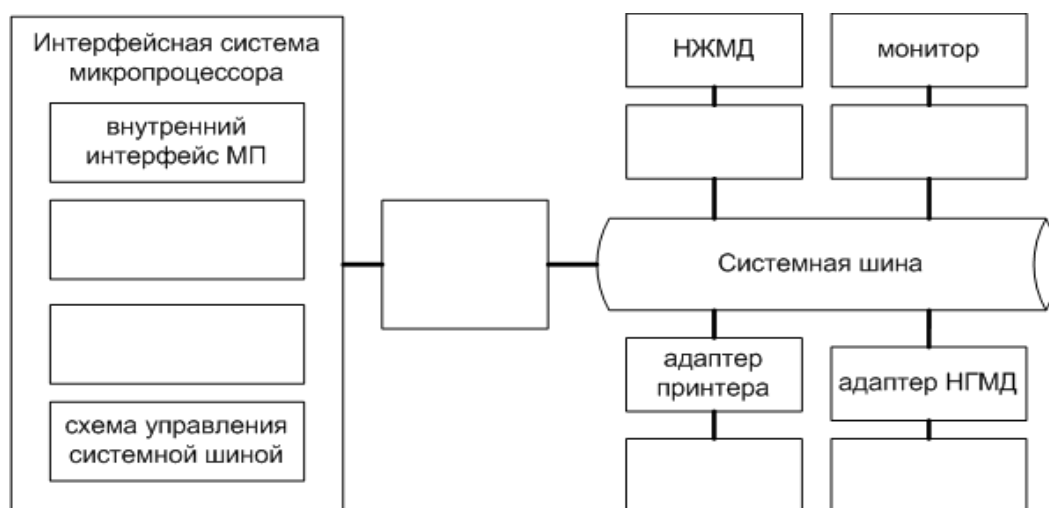 Интерфейсная система
микропроцессора
внутренний
интерфейс МП
схема управления
системной шиной
НЖМД
монитор
Системная шина
адаптер
принтера
адаптер НГМД